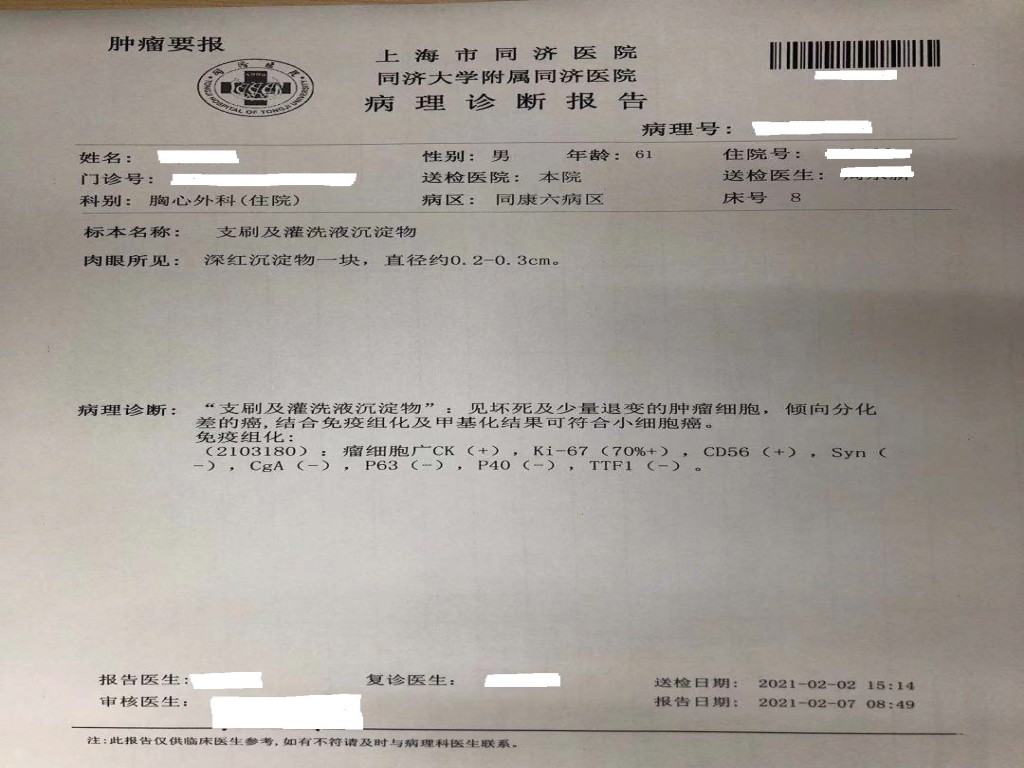 肿瘤要报
上海市同济医院
同济大学附属同济医院
病理诊断报告
TONGJI HOSPITAL OF TONGJI UNIVERSITY
病理号：
姓名： 性别： 男 年龄： 61 住院号：
门诊号： 送检医院： 本院 送检医生：
科别： 胸心外科(住院) 病区： 同康六病区 床号 8
标本名称： 支刷及灌洗液沉淀物
肉眼所见： 深红沉淀物一块，直径约0.2-0.3cm。
病理诊断： “支刷及灌洗液沉淀物”：见坏死及少量退变的肿瘤细胞，倾向分化
差的癌,结合免疫组化及甲基化结果可符合小细胞癌。
免疫组化:
（2103180）：瘤细胞广CK（+），Ki-67（70%+），CD56（+），Syn（
-），CgA（-），P63（-），P40（-），TTF1（-）。
报告医生: 复诊医生： 送检日期： 2021-02-02 15:14
审核医生： 报告日期： 2021-02-07 08:49
注:此报告仅供临床医生参考,如有不符请及时与病理科医生联系。